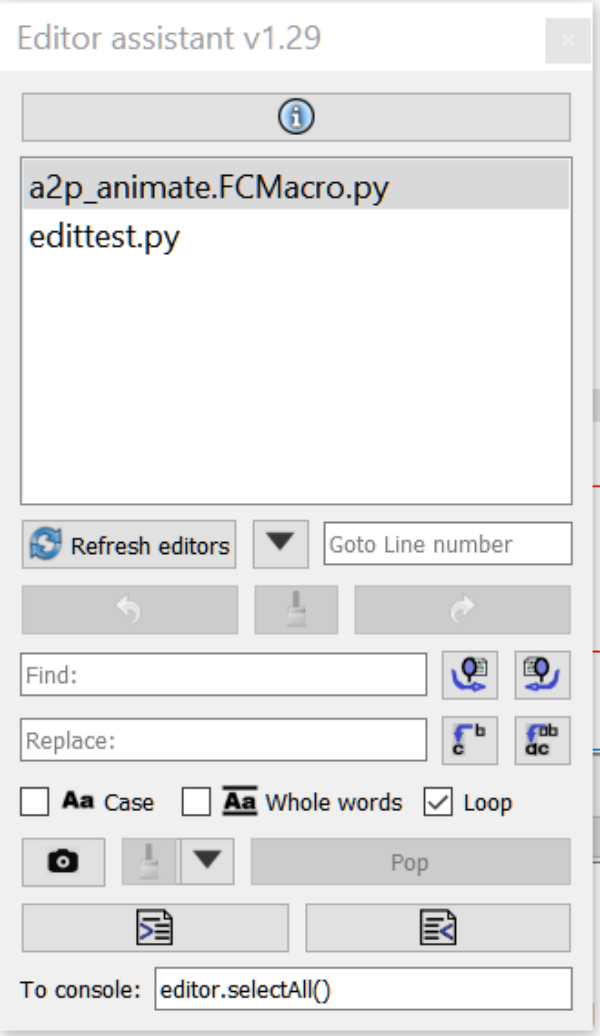 Editor assistant v1.29
a2p_animate.FCMacro.py
edittest.py
Refresh editors
Goto Line number
Find:
Replace:
Aa Case Aa Whole words Loop
Pop
To console: editor.selectAll()